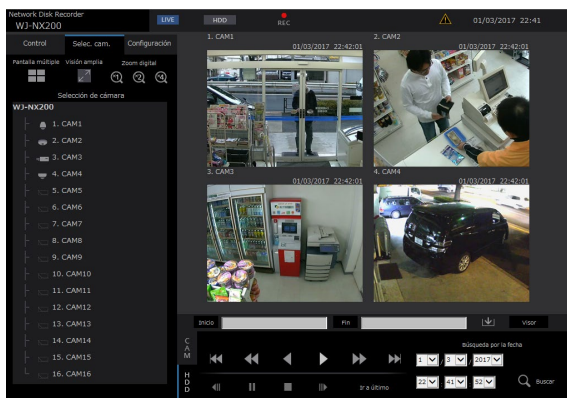 Network Disk Recorder
WJ-NX200
LIVE
HDD
REC
01/03/2017 22:41
Control
Selec. cam.
Configuración
Pantalla múltiple
Visión amplia
Zoom digital
Selección de cámara
WJ-NX200
1. CAM1
2. CAM2
3. CAM3
4. CAM4
5. CAM5
6. CAM6
7. CAM7
8. CAM8
9. CAM9
10. CAM10
11. CAM11
12. CAM12
13. CAM13
14. CAM14
15. CAM15
16. CAM16
1. CAM1
01/03/2017 22:42:01
2. CAM2
01/03/2017 22:42:01
3. CAM3
01/03/2017 22:42:01
4. CAM4
01/03/2017 22:42:01
Inicio
Fin
Visor
CAM
HDD
Ir a último
Búsqueda por la fecha
1 / 3 / 2017
22 : 41 : 52
Buscar